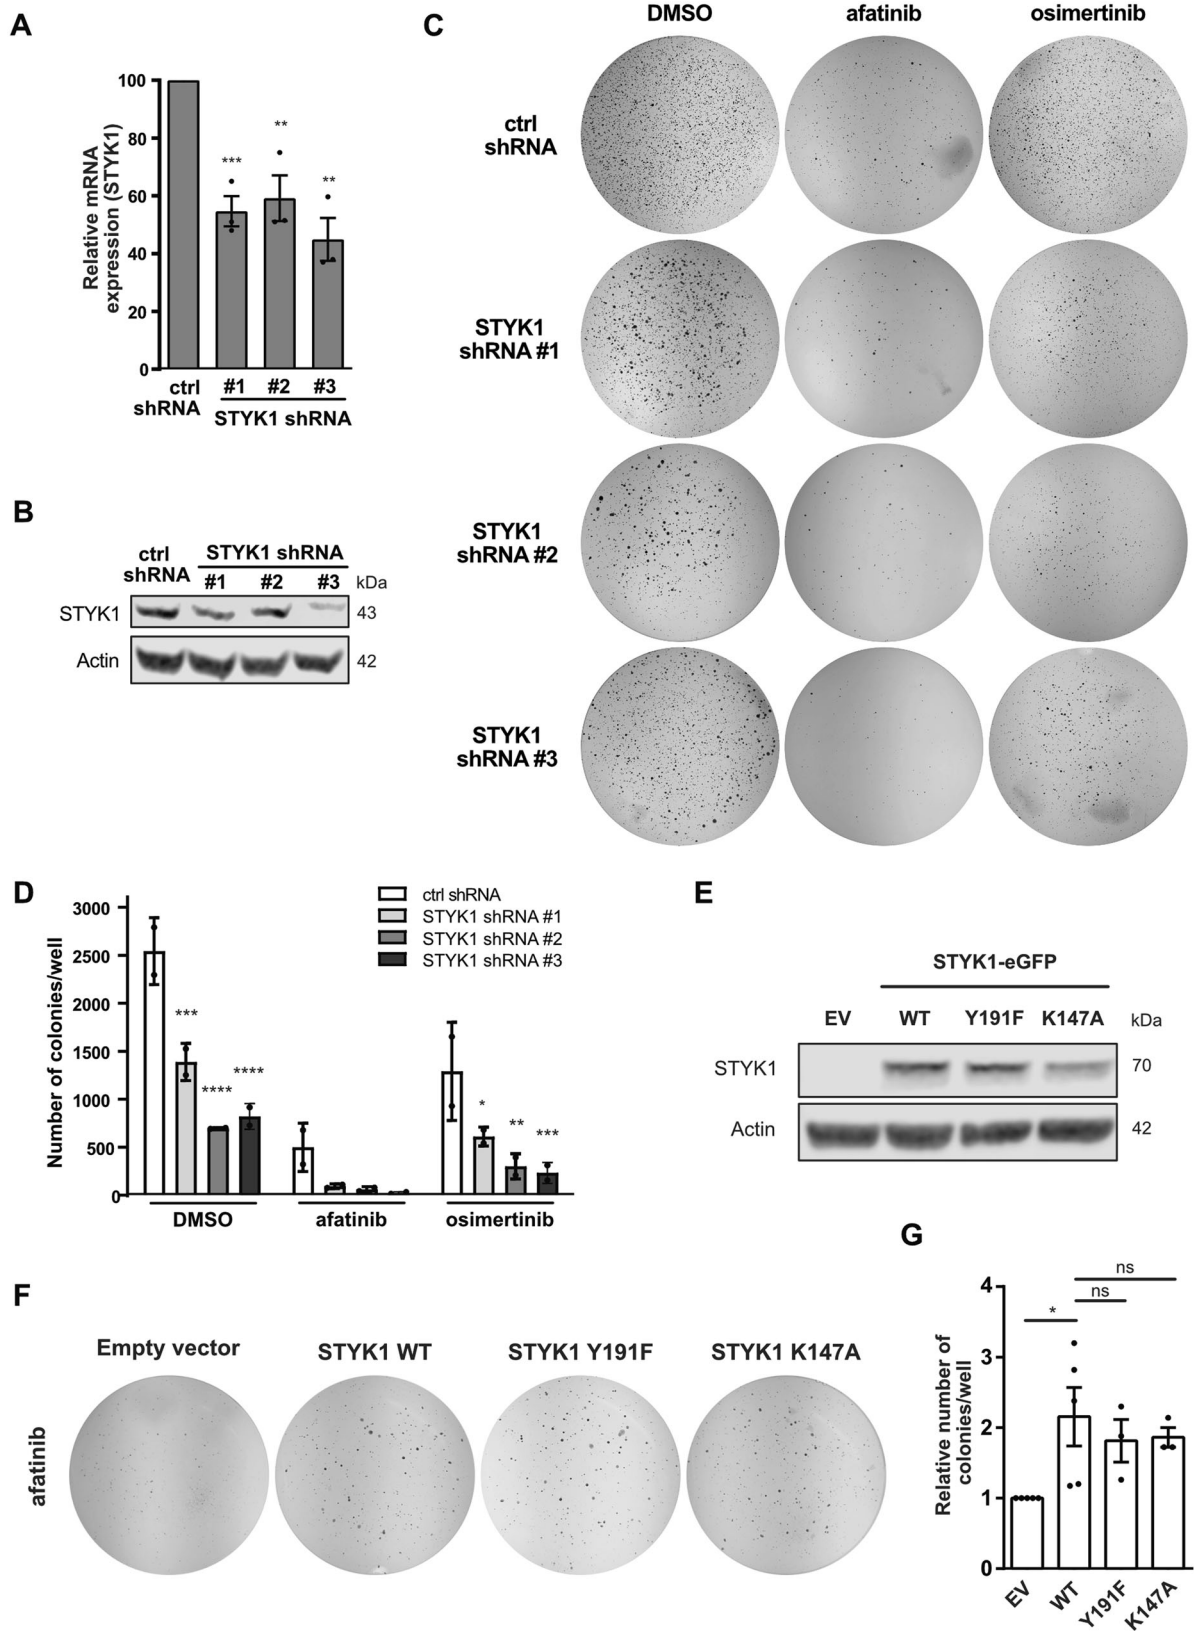 A
100
80
60
40
20
0
Relative mRNA
expression (STYK1)
***
**
**
ctrl
shRNA
#1 #2 #3
STYK1 shRNA
B
ctrl
shRNA
STYK1 shRNA
#1 #2 #3 kDa
STYK1 43
Actin 42
C
DMSO afatinib osimertinib
ctrl
shRNA
STYK1
shRNA #1
STYK1
shRNA #2
STYK1
shRNA #3
D
Number of colonies/well
3000
2500
2000
1500
1000
500
0
ctrl shRNA
STYK1 shRNA #1
STYK1 shRNA #2
STYK1 shRNA #3
***
****
****
*
**
***
DMSO afatinib osimertinib
E
STYK1-eGFP
EV WT Y191F K147A kDa
STYK1 70
Actin 42
F
Empty vector STYK1 WT STYK1 Y191F STYK1 K147A
afatinib
G
Relative number of
colonies/well
4
3
2
1
0
ns
ns
*
EV WT Y191F K147A